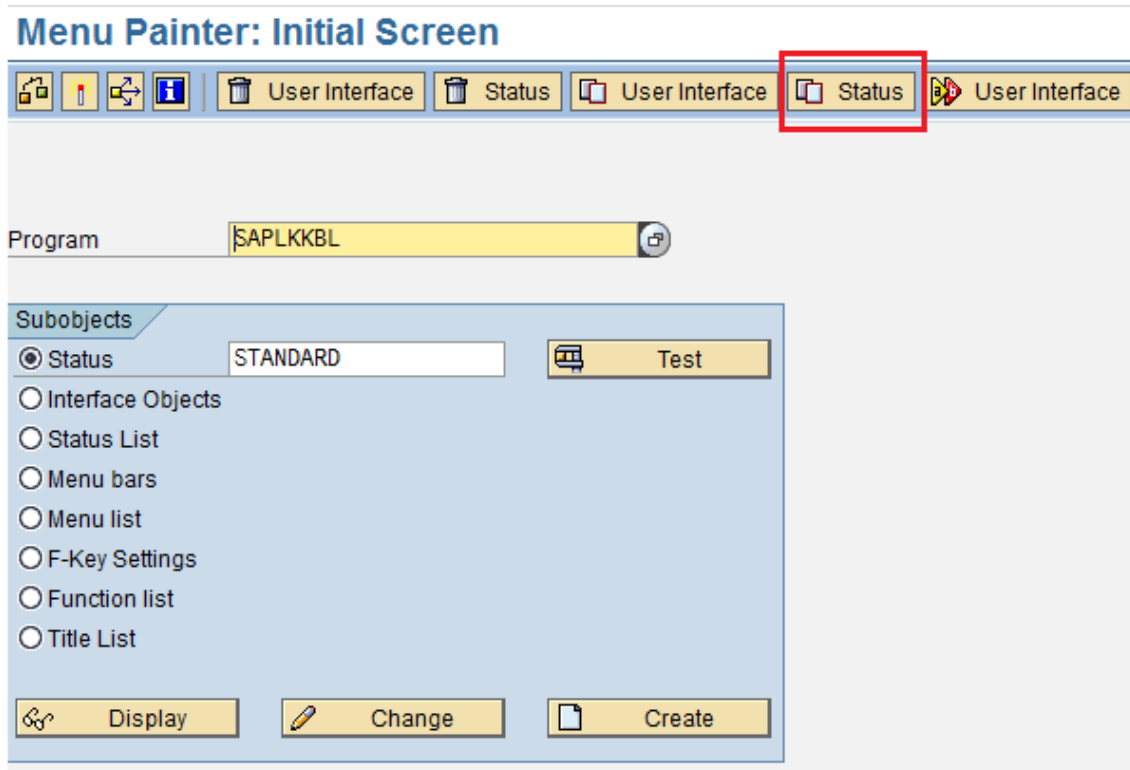 Menu Painter: Initial Screen
User Interface Status User Interface Status User Interface
Program SAPLKKBL
Subobjects
Status STANDARD Test
Interface Objects
Status List
Menu bars
Menu list
F-Key Settings
Function list
Title List
Display Change Create